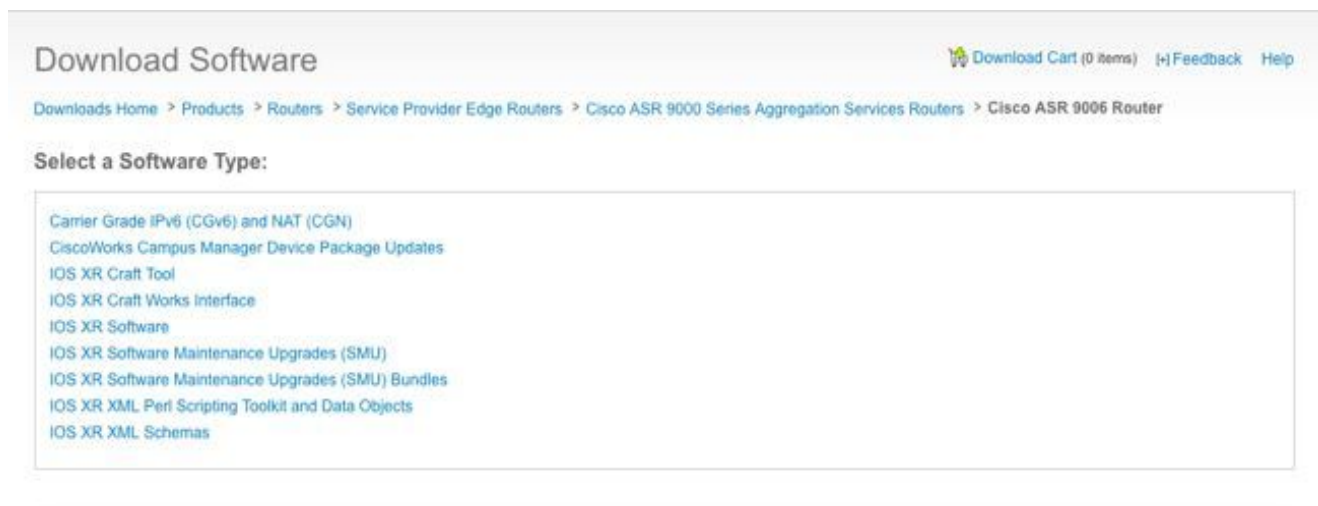 Download Software
Download Cart (0 items) [+] Feedback Help
Downloads Home > Products > Routers > Service Provider Edge Routers > Cisco ASR 9000 Series Aggregation Services Routers > Cisco ASR 9006 Router
Select a Software Type:
Carrier Grade IPv6 (CGv6) and NAT (CGN)
CiscoWorks Campus Manager Device Package Updates
IOS XR Craft Tool
IOS XR Craft Works Interface
IOS XR Software
IOS XR Software Maintenance Upgrades (SMU)
IOS XR Software Maintenance Upgrades (SMU) Bundles
IOS XR XML Perl Scripting Toolkit and Data Objects
IOS XR XML Schemas